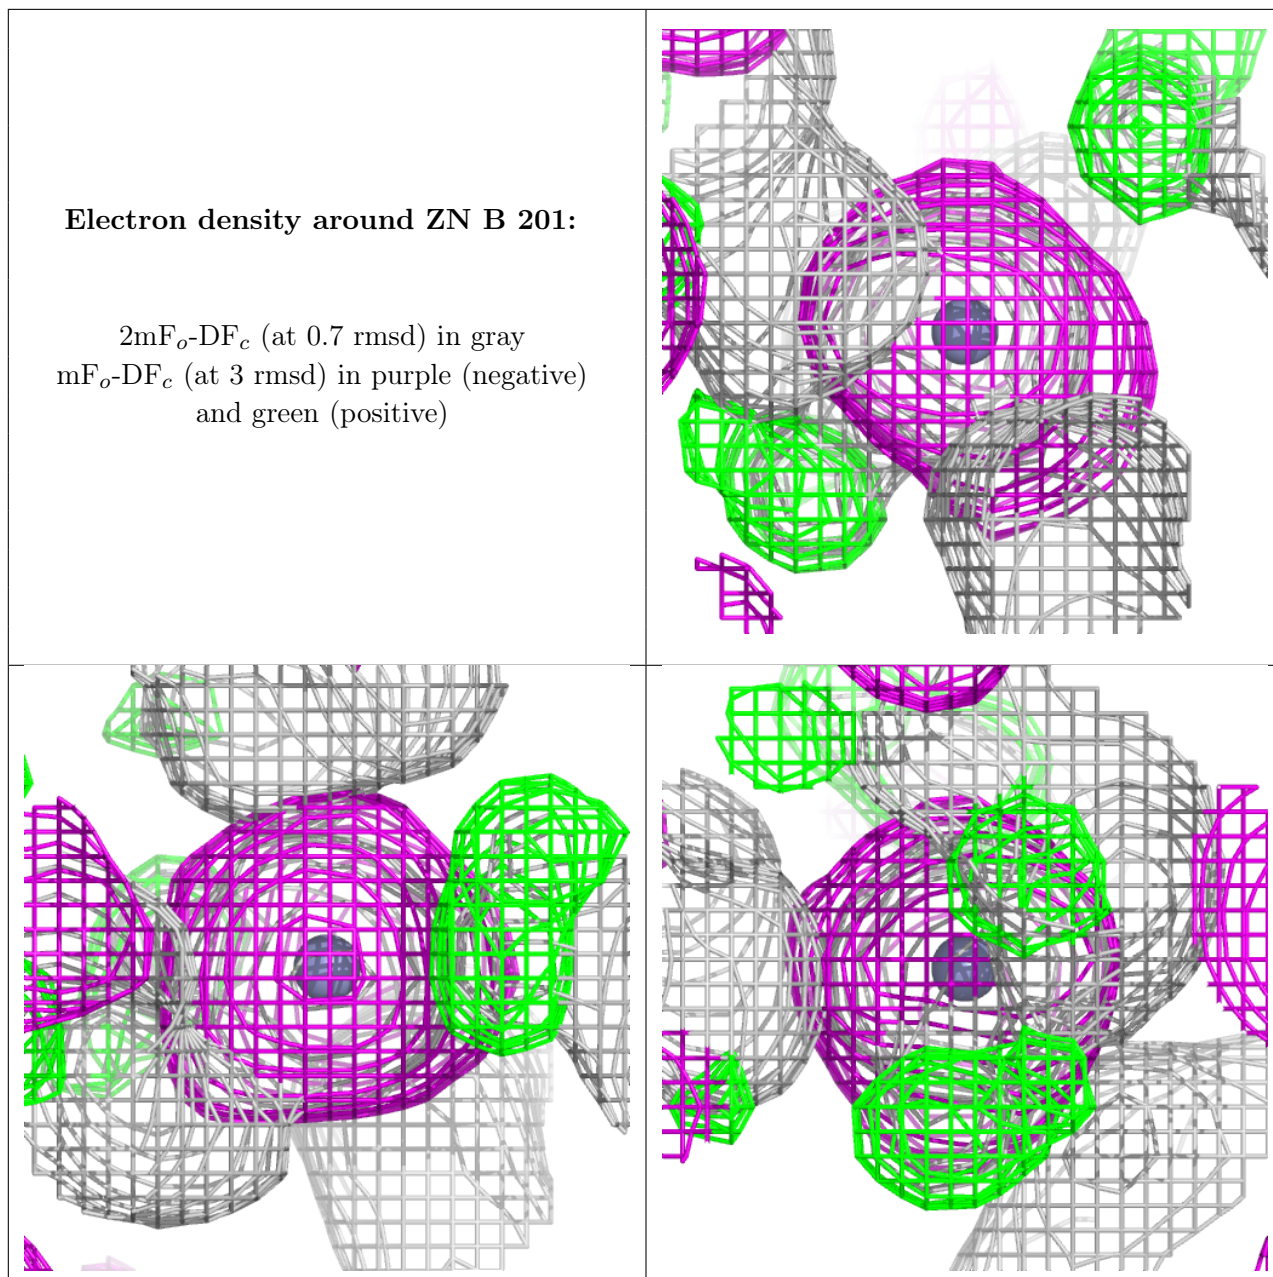 Electron density around ZN B 201:
2mFo-DFc (at 0.7 rmsd) in gray
mFo-DFc (at 3 rmsd) in purple (negative)
and green (positive)